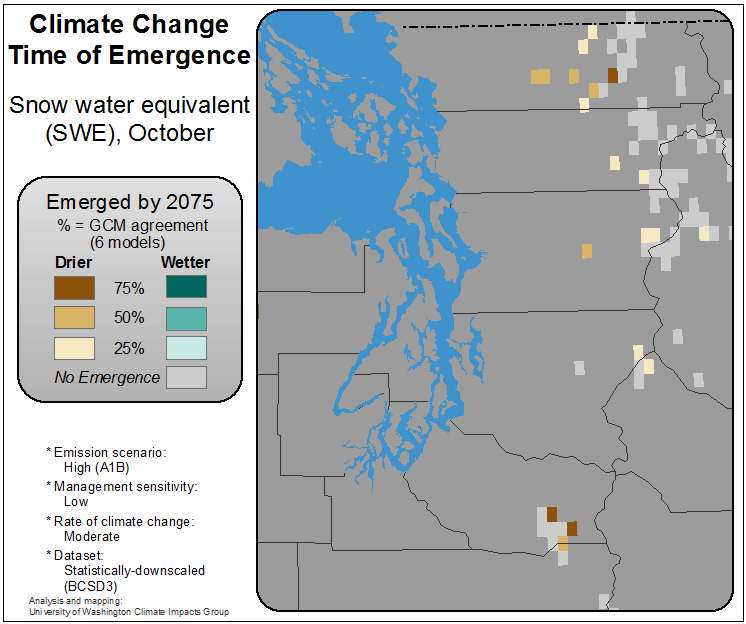 Climate Change
Time of Emergence
Snow water equivalent
(SWE), October
Emerged by 2075
% = GCM agreement
(6 models)
Drier Wetter
75%
50%
25%
No Emergence
* Emission scenario:
High (A1B)
* Management sensitivity:
Low
* Rate of climate change:
Moderate
* Dataset:
Statistically-downscaled
(BCSD3)
Analysis and mapping:
University of Washington Climate Impacts Group